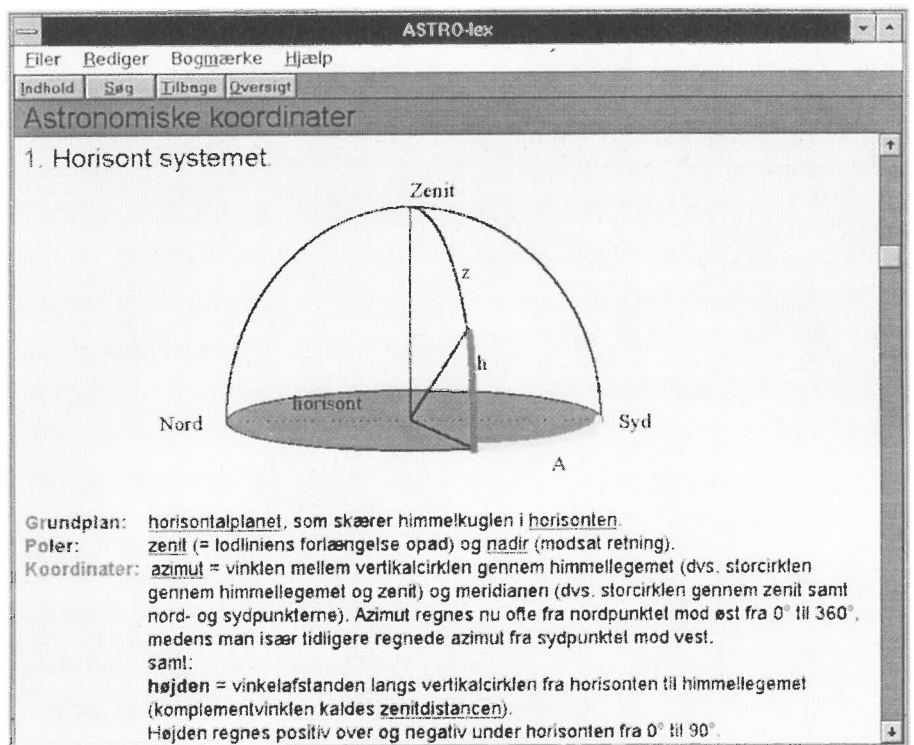 ASTRO-lex
Filer Rediger Bogmærke Hjælp
Indhold Søg Tilbage Oversigt
Astronomiske koordinater
1. Horisont systemet.
Zenit
z
h
horisont
Nord
Syd
A
Grundplan: horisontalplanet, som skærer himmelkuglen i horisonten.
Poler: zenit (= lodliniens forlængelse opad) og nadir (modsat retning).
Koordinater: azimut = vinklen mellem vertikalcirklen gennem himmellegemet (dvs. storcirklen
gennem himmellegemet og zenit) og meridianen (dvs. storcirklen gennem zenit samt
nord- og sydpunkterne). Azimut regnes nu ofte fra nordpunktet mod øst fra 0° til 360°,
medens man især tidligere regnede azimut fra sydpunktet mod vest.
samt:
højden = vinkelafstanden langs vertikalcirklen fra horisonten til himmellegemet
(komplementvinklen kaldes zenitdistancen).
Højden regnes positiv over og negativ under horisonten fra 0° til 90°.